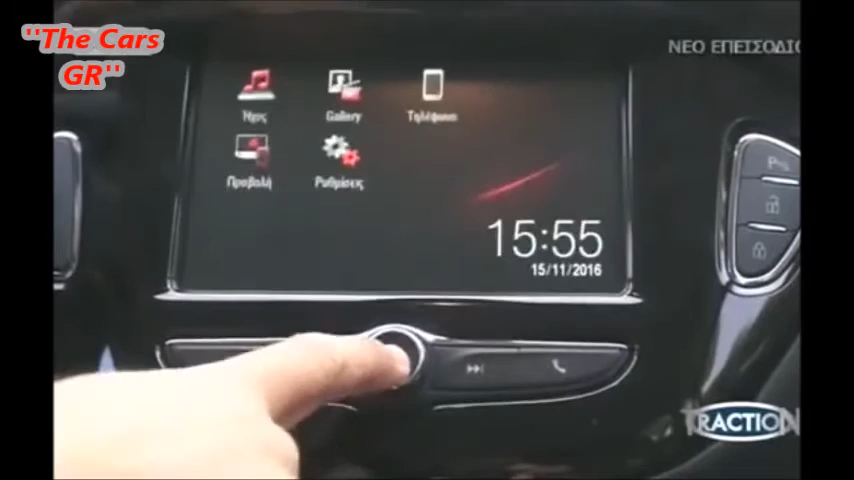 "The Cars
GR"
ΝΕΟ ΕΠΕΙΣΟΔΙΟ
Ήχος
Gallery
Τηλέφωνο
Προβολή
Ρυθμίσεις
15:55
15/11/2016
TRACTION